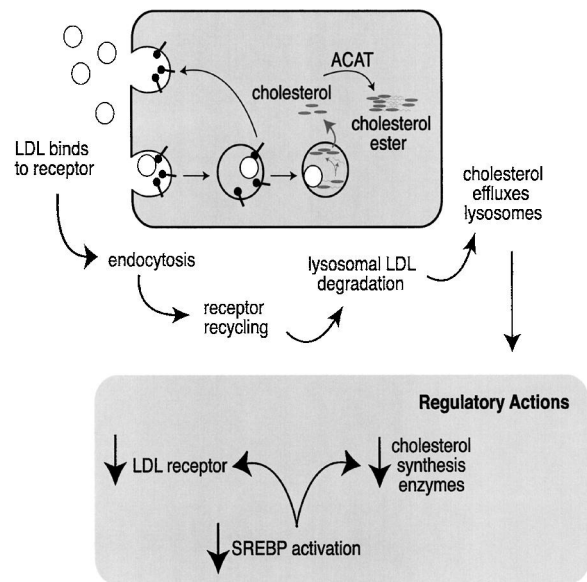 ACAT
cholesterol
cholesterol
ester
LDL binds
to receptor
cholesterol
effluxes
lysosomes
endocytosis
lysosomal LDL
degradation
receptor
recycling
Regulatory Actions
LDL receptor
cholesterol
synthesis
enzymes
SREBP activation